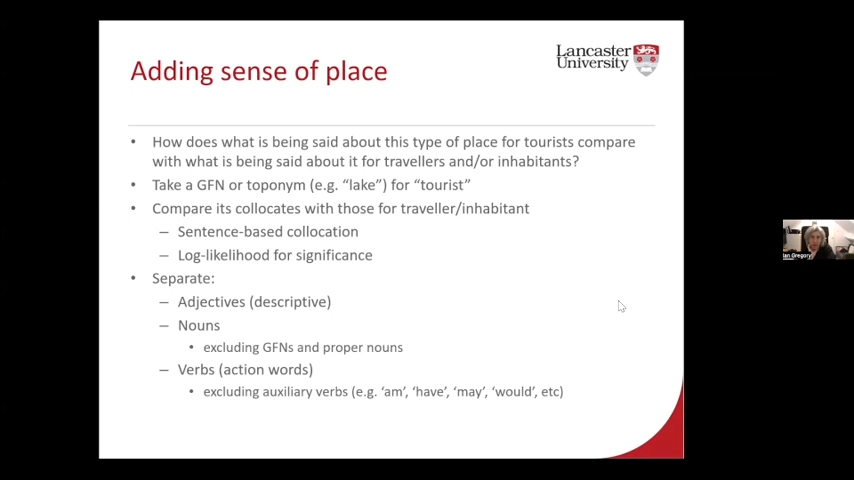 Lancaster
University
Adding sense of place
• How does what is being said about this type of place for tourists compare
with what is being said about it for travellers and/or inhabitants?
• Take a GFN or toponym (e.g. “lake”) for “tourist”
• Compare its collocates with those for traveller/inhabitant
– Sentence-based collocation
– Log-likelihood for significance
• Separate:
– Adjectives (descriptive)
– Nouns
• excluding GFNs and proper nouns
– Verbs (action words)
• excluding auxiliary verbs (e.g. ‘am’, ‘have’, ‘may’, ‘would’, etc)
Ian Gregory